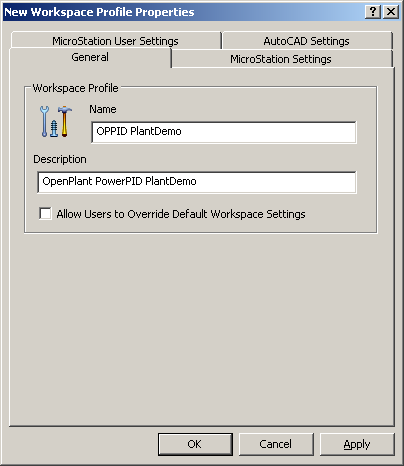 New Workspace Profile Properties
MicroStation User Settings
AutoCAD Settings
General
MicroStation Settings
Workspace Profile
Name
OPPID PlantDemo
Description
OpenPlant PowerPID PlantDemo
Allow Users to Override Default Workspace Settings
OK
Cancel
Apply